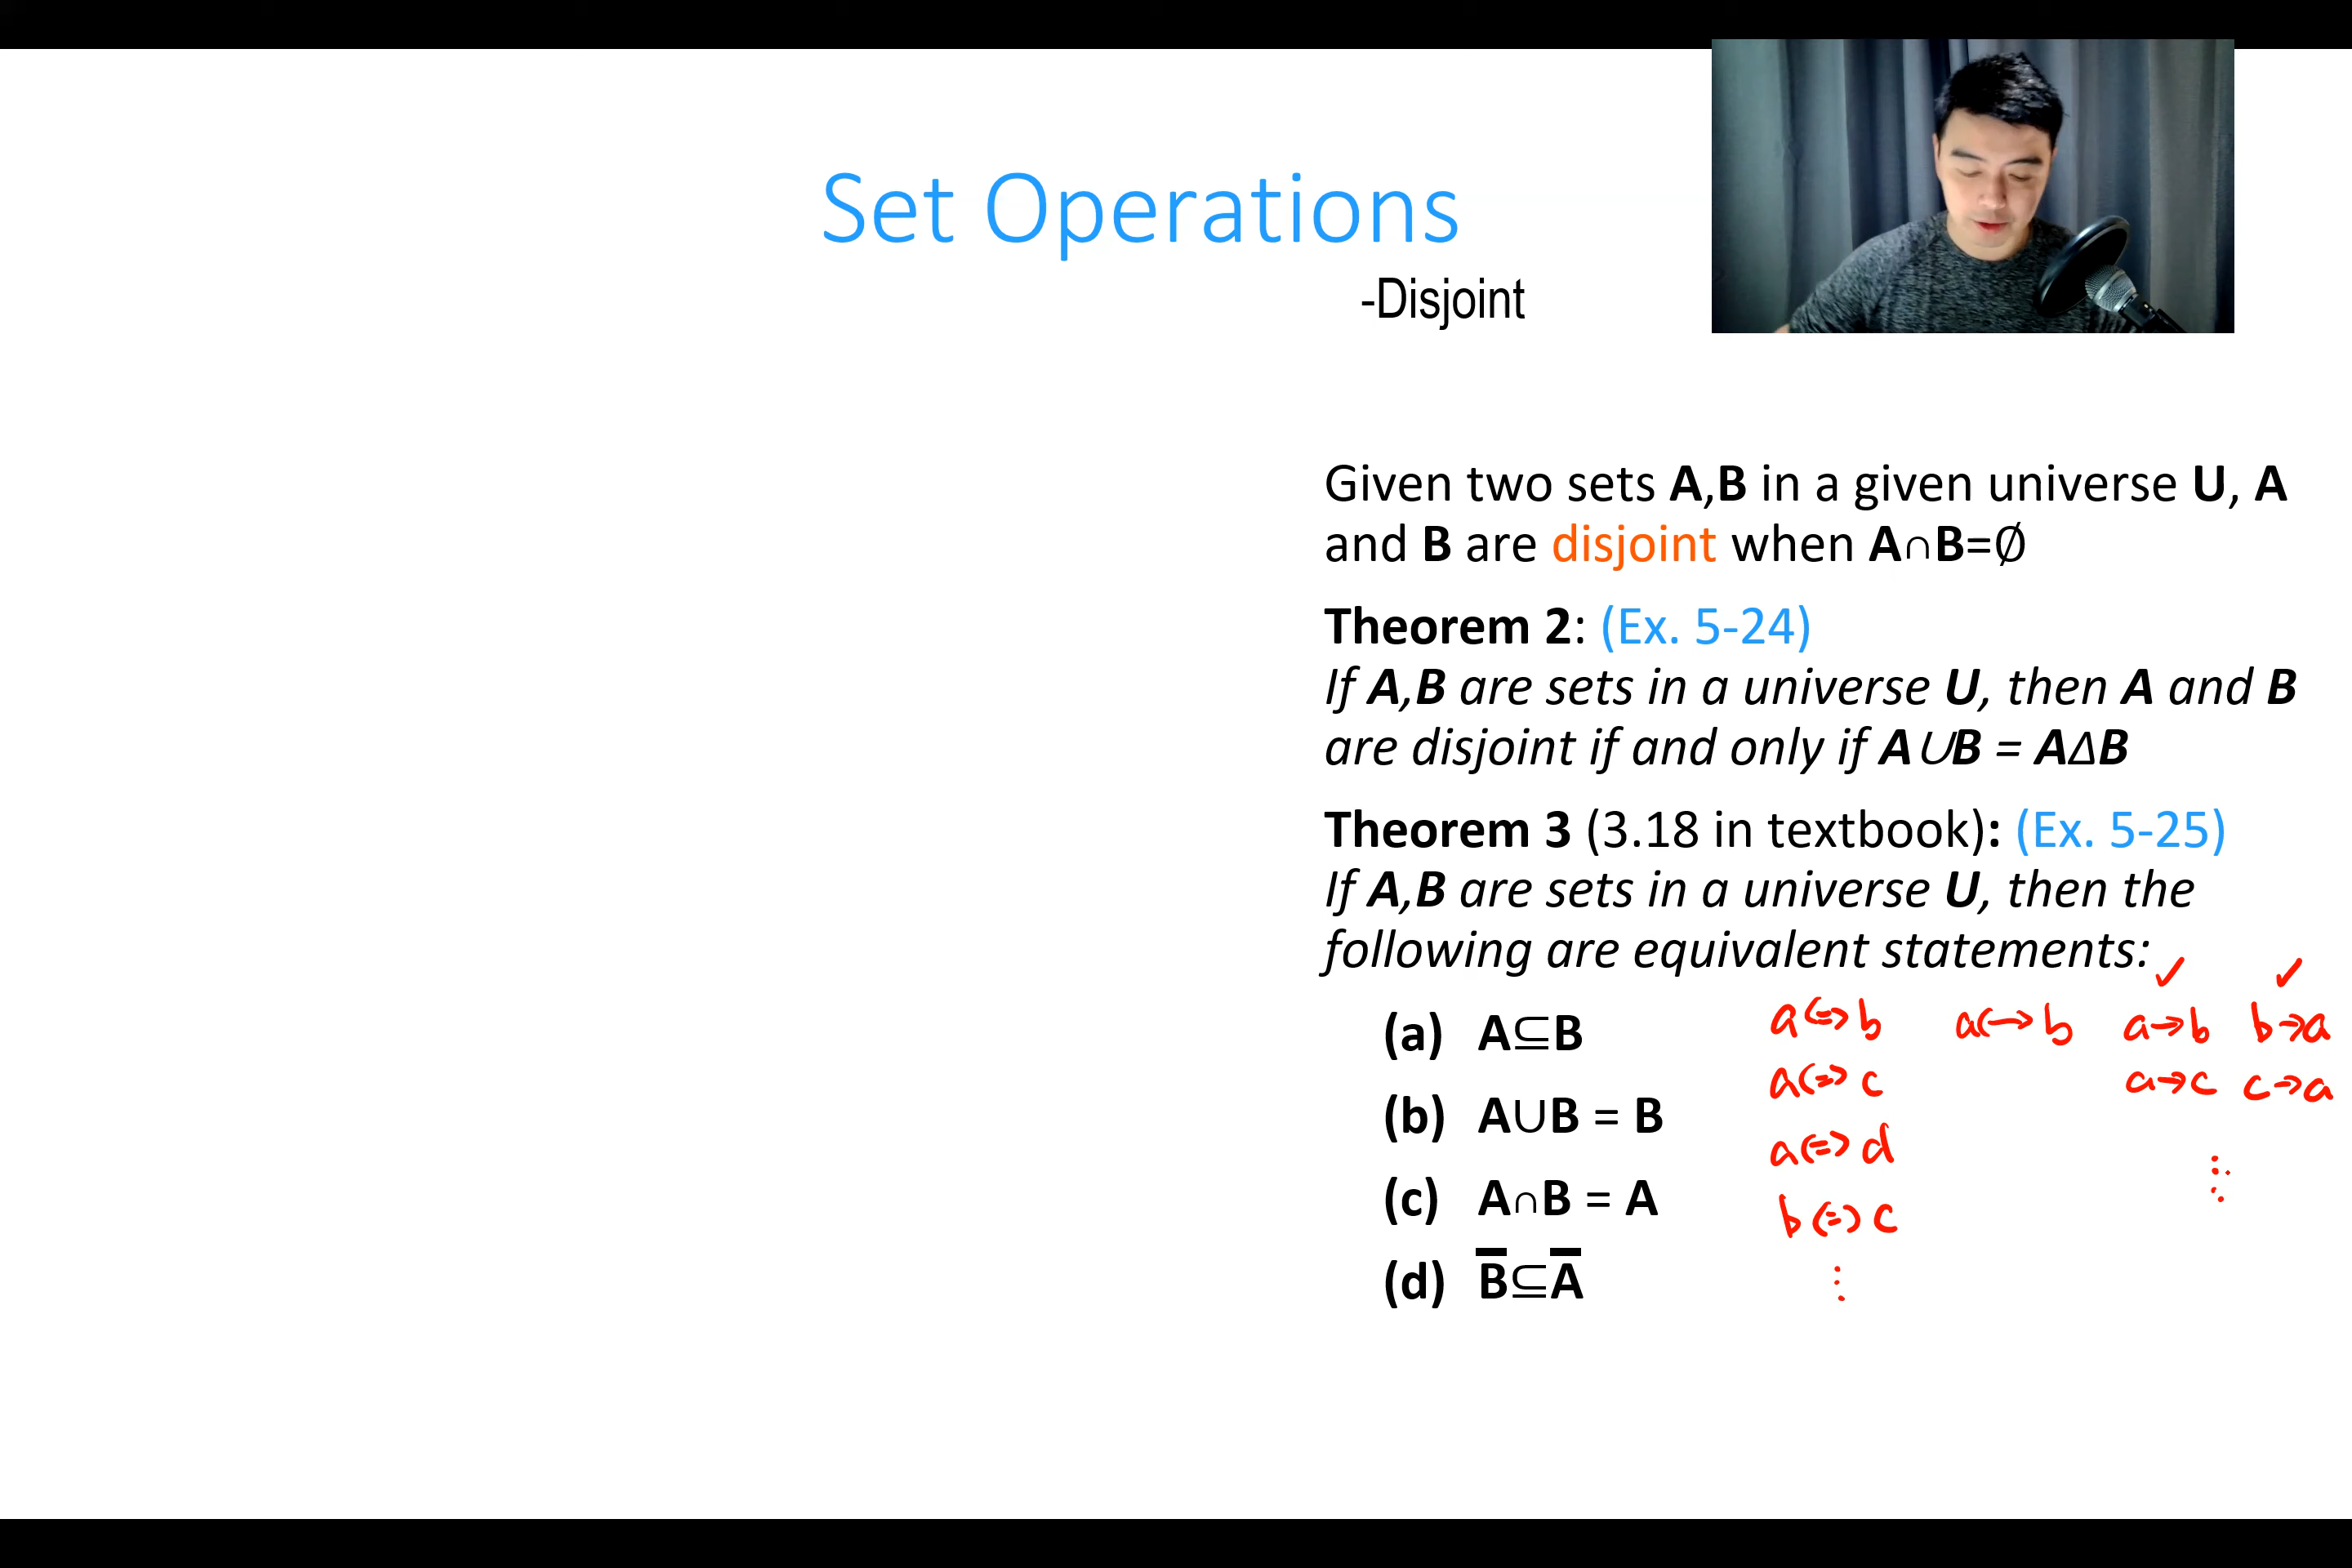 Set Operations
-Disjoint
Given two sets A,B in a given universe U, A
and B are disjoint when A∩B=∅
Theorem 2: (Ex. 5-24)
If A,B are sets in a universe U, then A and B
are disjoint if and only if A∪B = AΔB
Theorem 3 (3.18 in textbook): (Ex. 5-25)
If A,B are sets in a universe U, then the
following are equivalent statements:
✓ ✓
(a) A⊆B a⇔b a↔b a→b b→a
a⇔c a→c c→a
(b) A∪B = B
a⇔d
(c) A∩B = A
b⇔c
(d) B̅⊆A̅